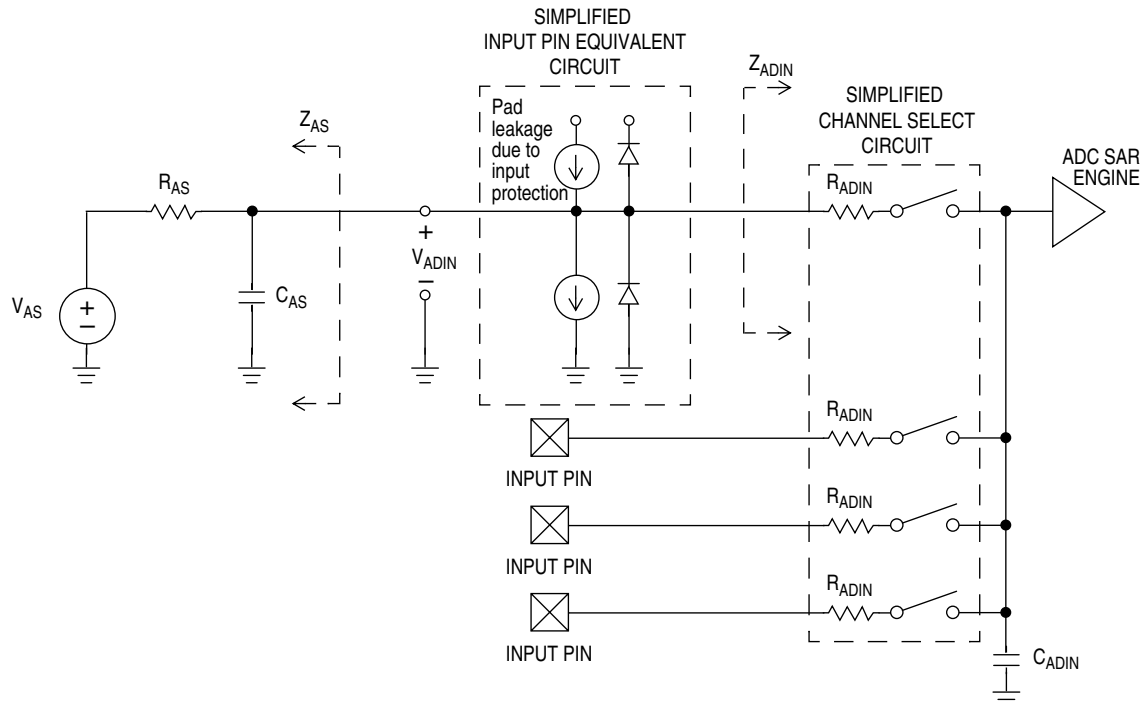 SIMPLIFIED
INPUT PIN EQUIVALENT
CIRCUIT
Z_ADIN
SIMPLIFIED
CHANNEL SELECT
CIRCUIT
Pad
leakage
due to
input
protection
Z_AS
R_AS
R_ADIN
ADC SAR
ENGINE
+
V_ADIN
−
V_AS
+
−
C_AS
R_ADIN
INPUT PIN
R_ADIN
INPUT PIN
R_ADIN
INPUT PIN
C_ADIN